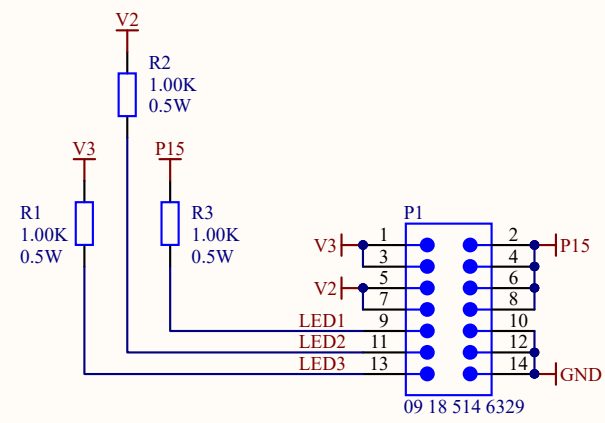 V2
R2
1.00K
0.5W
V3
P15
R1
1.00K
0.5W
R3
1.00K
0.5W
P1
V3 1 2 P15
3 4
V2 5 6
7 8
LED1 9 10
LED2 11 12
LED3 13 14 GND
09 18 514 6329